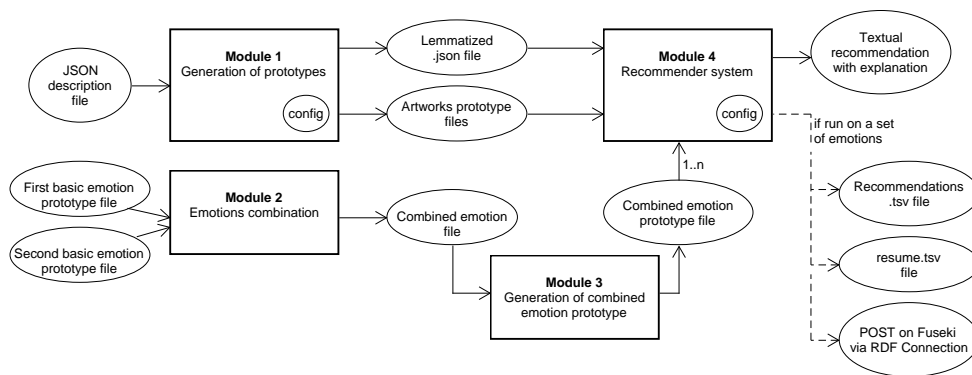 JSON
description
file
Module 1
Generation of prototypes
config
Lemmatized
.json file
Artworks prototype
files
Module 4
Recommender system
config
Textual
recommendation
with explanation
if run on a set
of emotions
First basic emotion
prototype file
Second basic emotion
prototype file
Module 2
Emotions combination
Combined emotion
file
Module 3
Generation of combined
emotion prototype
Combined emotion
prototype file
1..n
Recommendations
.tsv file
resume.tsv
file
POST on Fuseki
via RDF Connection